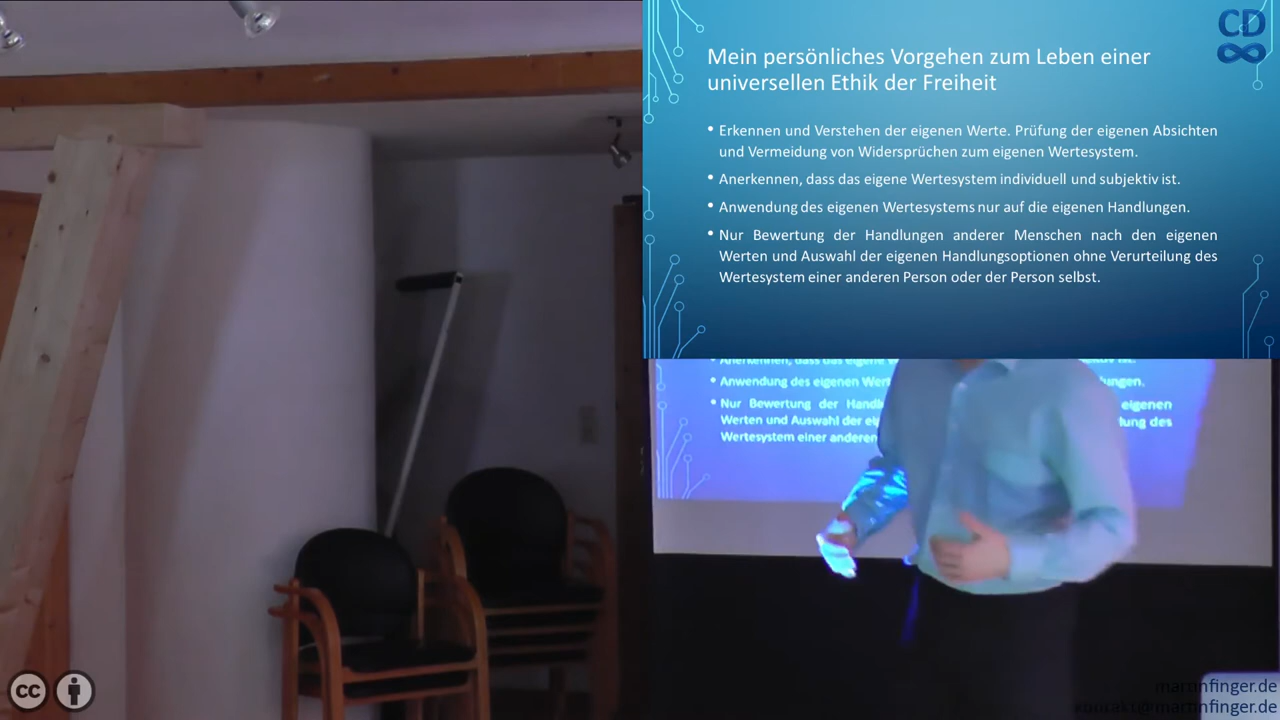 CD
Mein persönliches Vorgehen zum Leben einer
universellen Ethik der Freiheit
• Erkennen und Verstehen der eigenen Werte. Prüfung der eigenen Absichten
und Vermeidung von Widersprüchen zum eigenen Wertesystem.
• Anerkennen, dass das eigene Wertesystem individuell und subjektiv ist.
• Anwendung des eigenen Wertesystems nur auf die eigenen Handlungen.
• Nur Bewertung der Handlungen anderer Menschen nach den eigenen
Werten und Auswahl der eigenen Handlungsoptionen ohne Verurteilung des
Wertesystem einer anderen Person oder der Person selbst.
Anerkennen, dass das eigene
• Anwendung des eigenen
• Nur Bewertung der eigenen
Werten und Auswahl der des
Wertesystem einer anderen
cc
martinfinger.de
kontakt@martinfinger.de